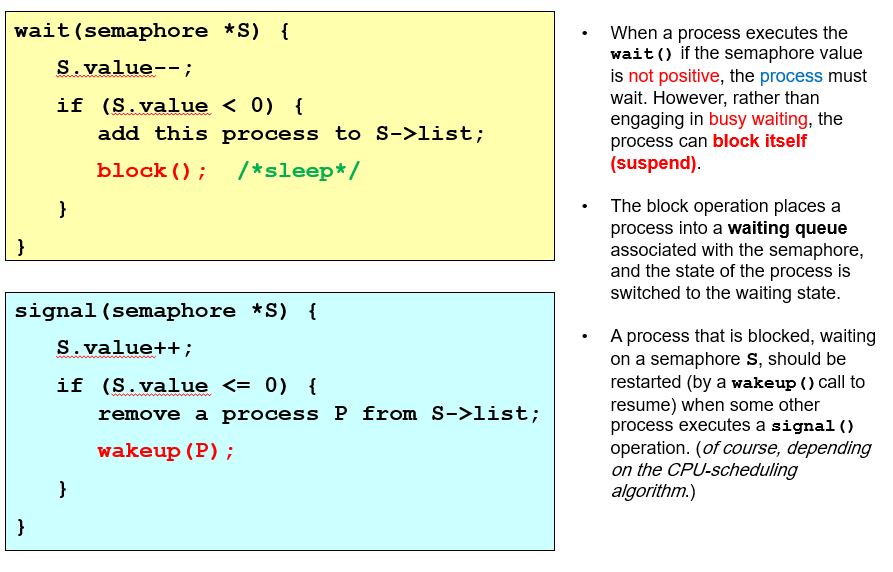 wait(semaphore *S) {
S.value--;
if (S.value < 0) {
add this process to S->list;
block(); /*sleep*/
}
}
signal(semaphore *S) {
S.value++;
if (S.value <= 0) {
remove a process P from S->list;
wakeup(P);
}
}
• When a process executes the
wait() if the semaphore value
is not positive, the process must
wait. However, rather than
engaging in busy waiting, the
process can block itself
(suspend).
• The block operation places a
process into a waiting queue
associated with the semaphore,
and the state of the process is
switched to the waiting state.
• A process that is blocked, waiting
on a semaphore S, should be
restarted (by a wakeup() call to
resume) when some other
process executes a signal()
operation. (of course, depending
on the CPU-scheduling
algorithm.)